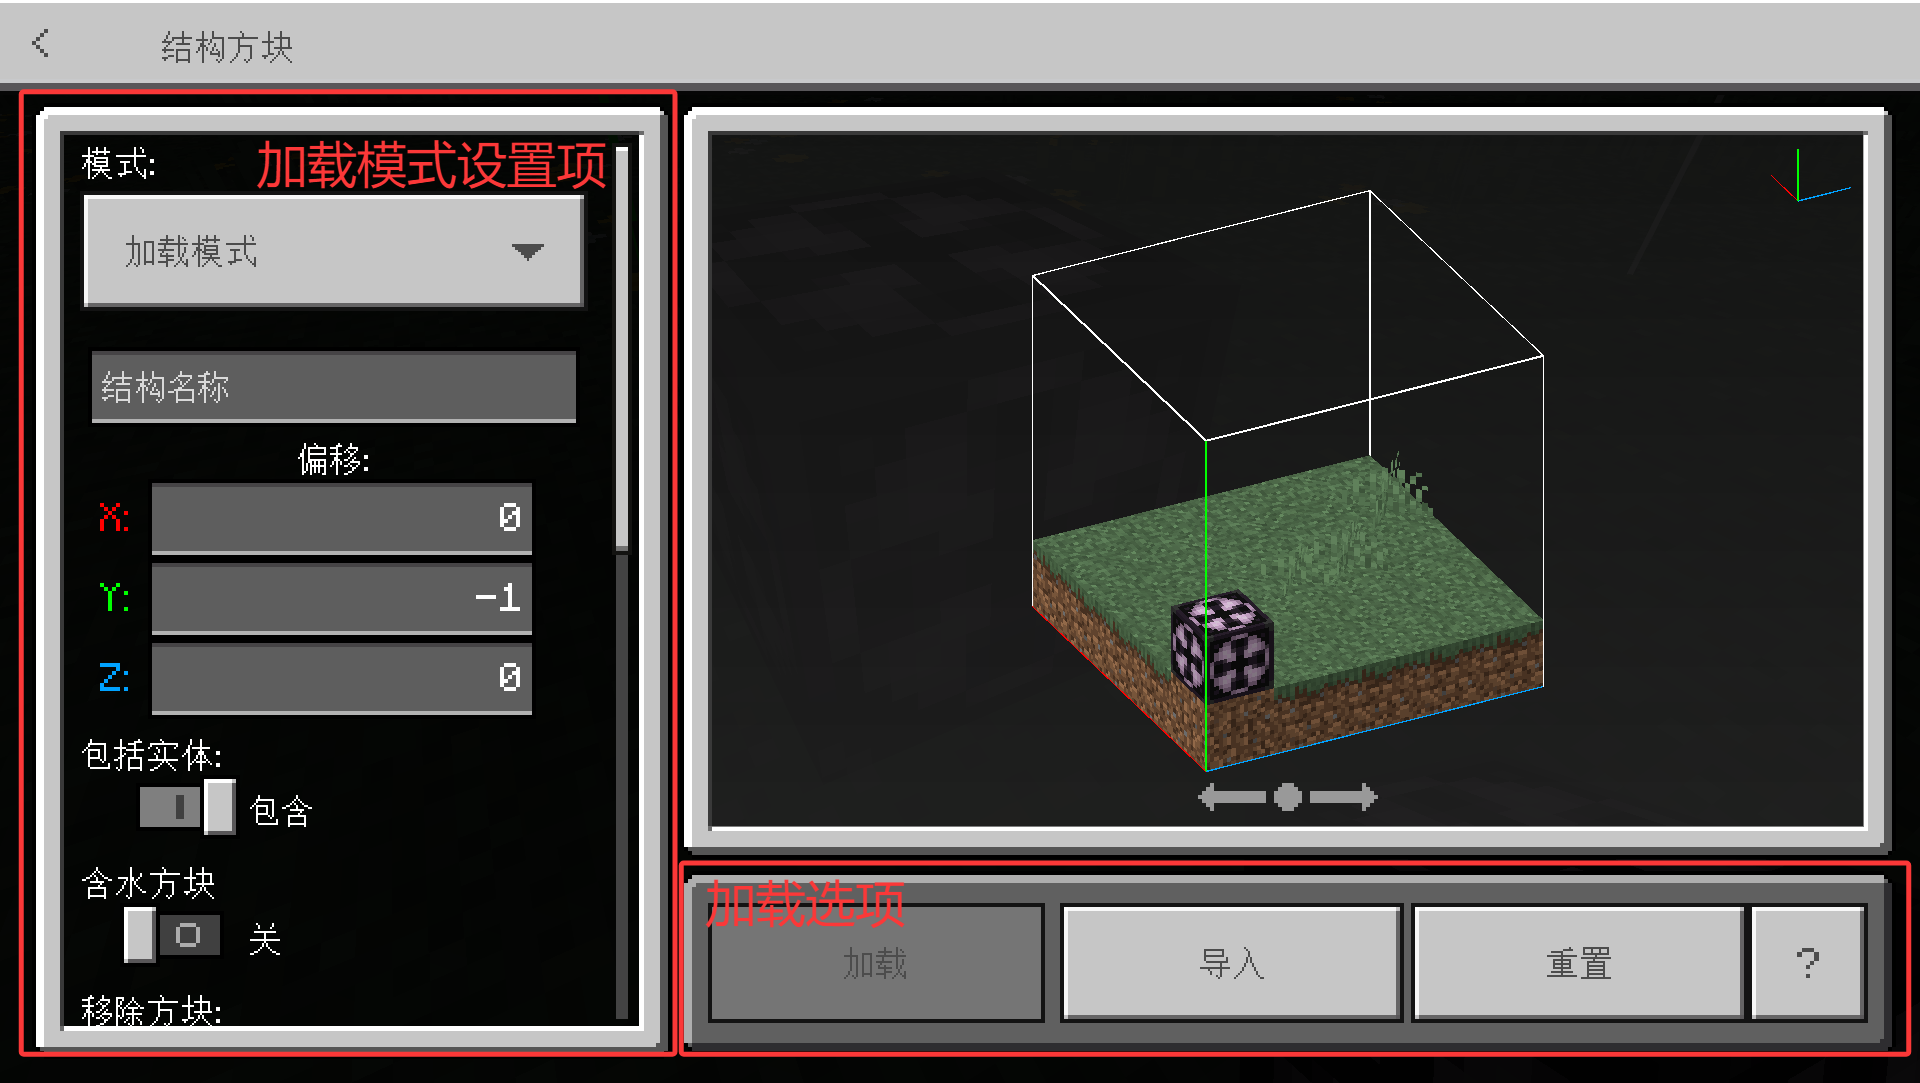 结构方块
模式:
加载模式设置项
加载模式
结构名称
偏移:
X:
0
Y:
-1
Z:
0
包括实体:
包含
含水方块
关
移除方块:
加载选项
加载
导入
重置
?